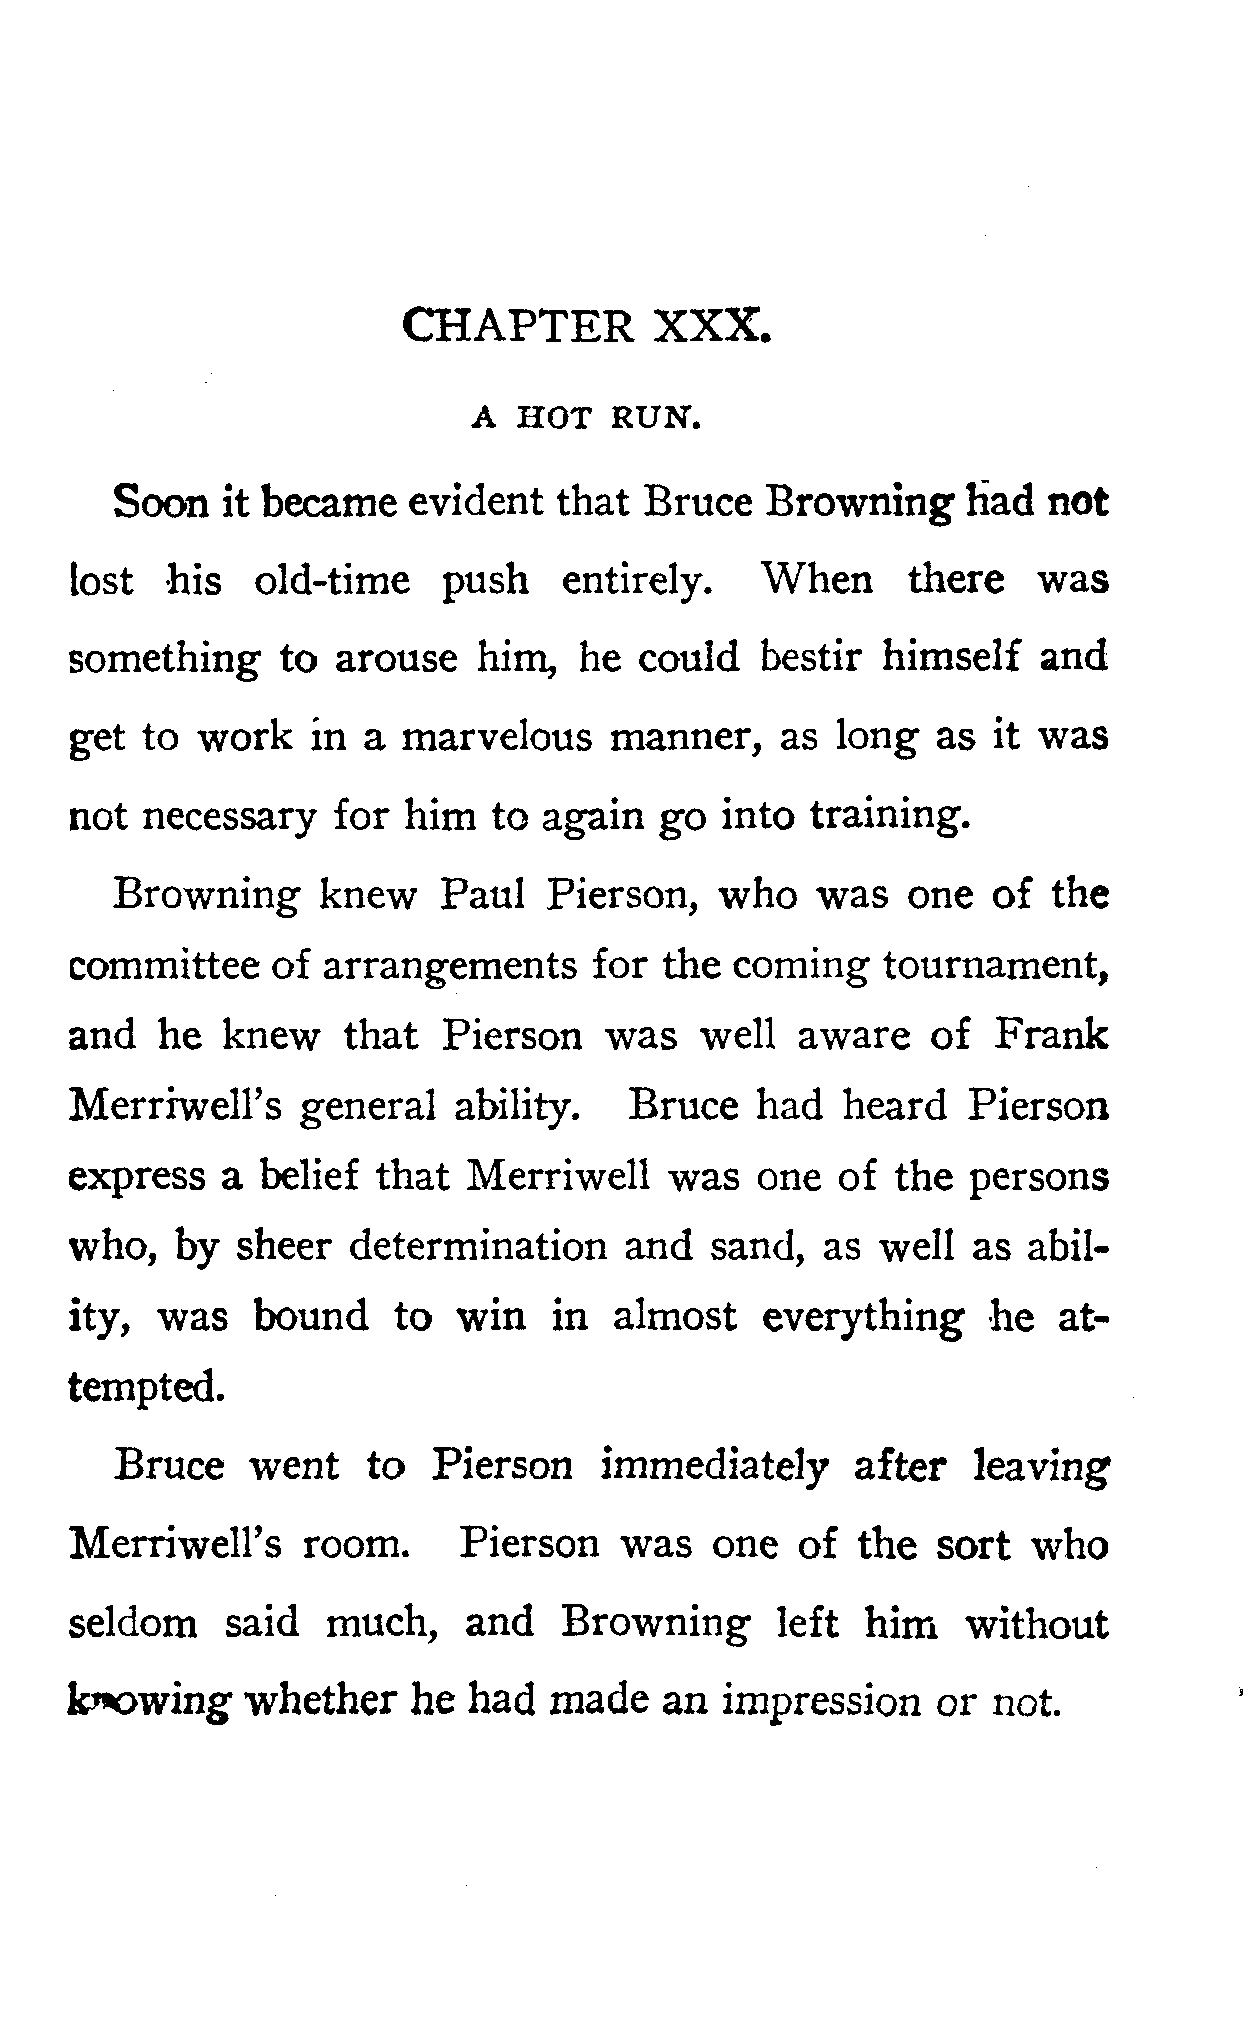 CHAPTER XXX.
A HOT RUN.
Soon it became evident that Bruce Browning had not
lost his old-time push entirely. When there was
something to arouse him, he could bestir himself and
get to work in a marvelous manner, as long as it was
not necessary for him to again go into training.
Browning knew Paul Pierson, who was one of the
committee of arrangements for the coming tournament,
and he knew that Pierson was well aware of Frank
Merriwell's general ability. Bruce had heard Pierson
express a belief that Merriwell was one of the persons
who, by sheer determination and sand, as well as abil-
ity, was bound to win in almost everything he at-
tempted.
Bruce went to Pierson immediately after leaving
Merriwell's room. Pierson was one of the sort who
seldom said much, and Browning left him without
knowing whether he had made an impression or not.